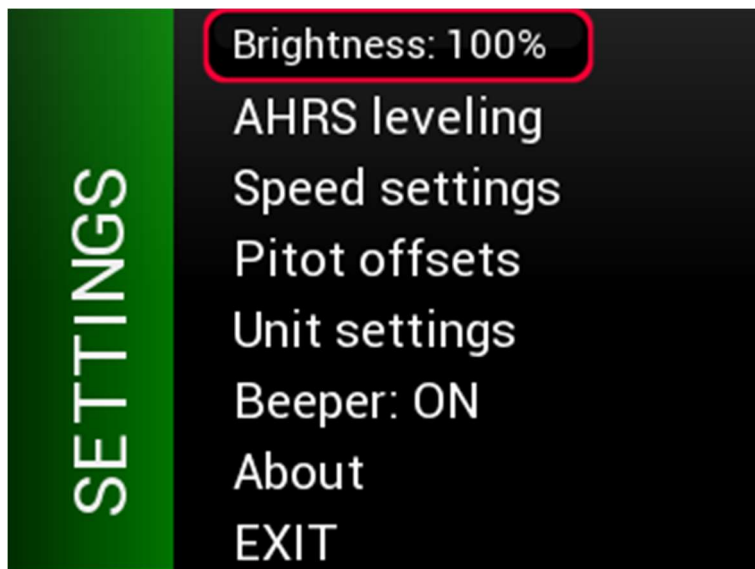 SETTINGS
Brightness: 100%
AHRS leveling
Speed settings
Pitot offsets
Unit settings
Beeper: ON
About
EXIT